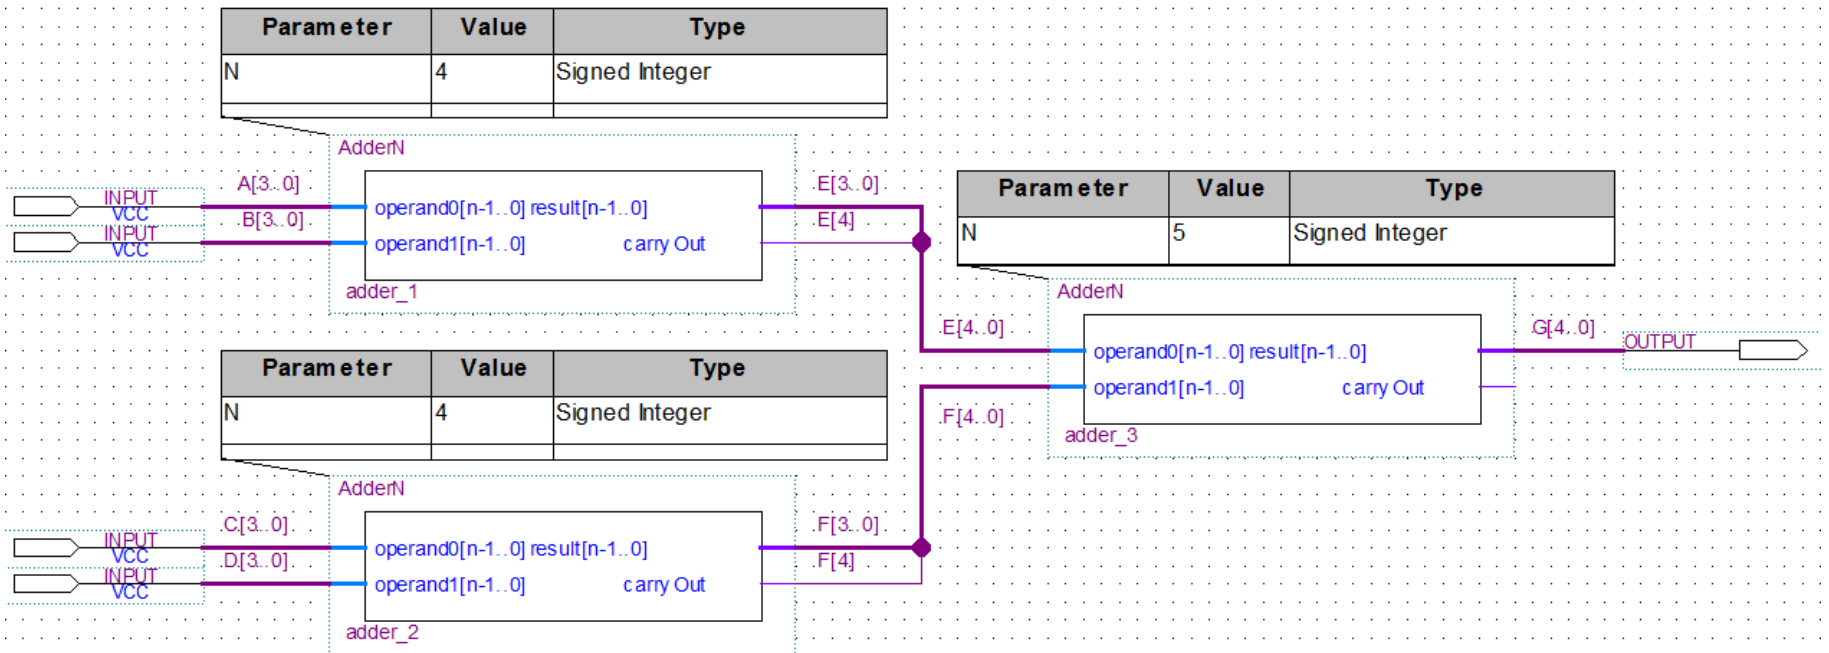 Parameter Value Type
N 4 Signed Integer
AdderN
A[3..0]
INPUT
VCC
B[3..0]
INPUT
VCC
operand0[n-1..0] result[n-1..0]
operand1[n-1..0] carry Out
E[3..0]
E[4]
adder_1
Parameter Value Type
N 5 Signed Integer
AdderN
E[4..0]
F[4..0]
operand0[n-1..0] result[n-1..0]
operand1[n-1..0] carry Out
G[4..0]
OUTPUT
adder_3
Parameter Value Type
N 4 Signed Integer
AdderN
C[3..0]
INPUT
VCC
D[3..0]
INPUT
VCC
operand0[n-1..0] result[n-1..0]
operand1[n-1..0] carry Out
F[3..0]
F[4]
adder_2